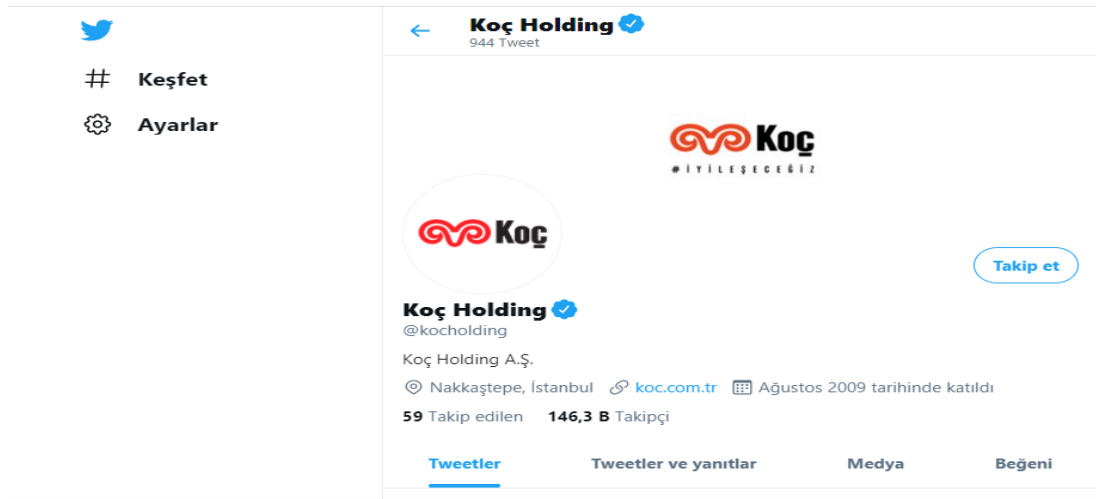 Koç Holding
944 Tweet
Keşfet
Ayarlar
Koç
#İYİLEŞECEĞİZ
Koç
Takip et
Koç Holding
@kocholding
Koç Holding A.Ş.
Nakkaştepe, İstanbul koc.com.tr Ağustos 2009 tarihinde katıldı
59 Takip edilen 146,3 B Takipçi
Tweetler Tweetler ve yanıtlar Medya Beğeni